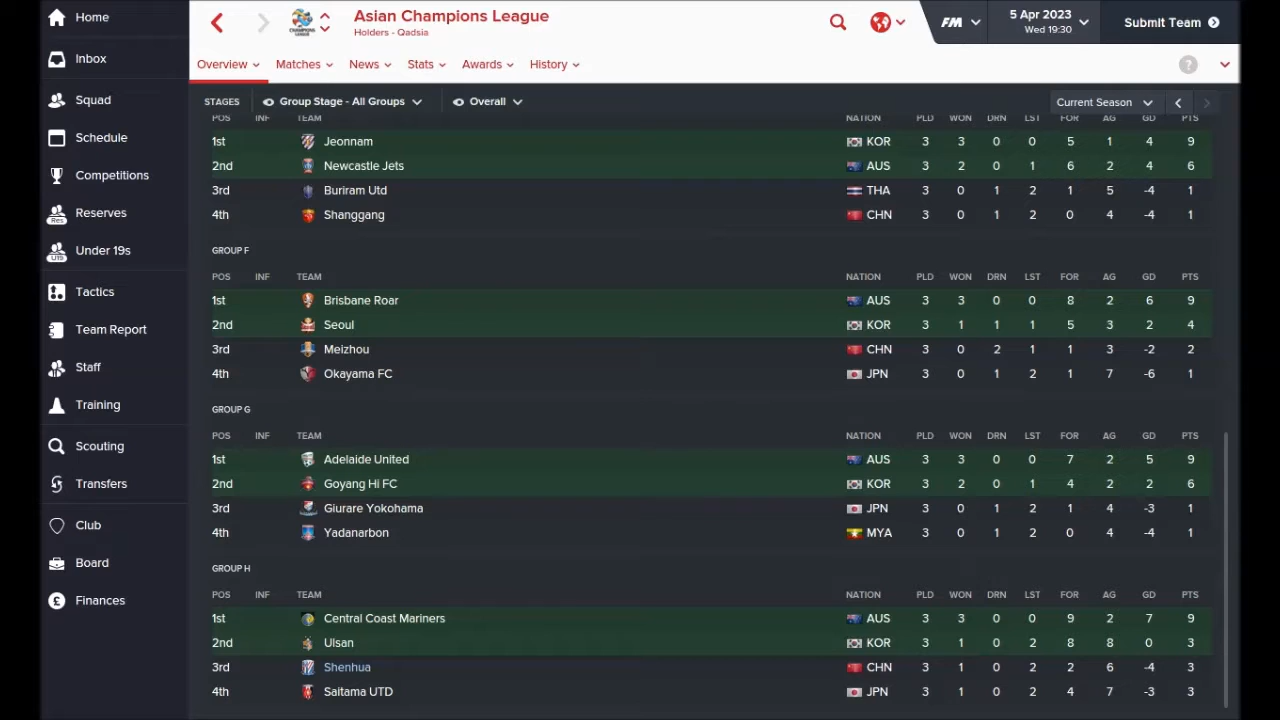 Home
Inbox
Squad
Schedule
Competitions
Reserves
Under 19s
Tactics
Team Report
Staff
Training
Scouting
Transfers
Club
Board
Finances
Asian Champions League
Holders - Qadsia
FM
5 Apr 2023
Wed 19:30
Submit Team
Overview Matches News Stats Awards History ?
STAGES Group Stage - All Groups Overall Current Season
POS INF TEAM NATION PLD WON DRN LST FOR AG GD PTS
1st Jeonnam KOR 3 3 0 0 5 1 4 9
2nd Newcastle Jets AUS 3 2 0 1 6 2 4 6
3rd Buriram Utd THA 3 0 1 2 1 5 -4 1
4th Shanggang CHN 3 0 1 2 0 4 -4 1
GROUP F
POS INF TEAM NATION PLD WON DRN LST FOR AG GD PTS
1st Brisbane Roar AUS 3 3 0 0 8 2 6 9
2nd Seoul KOR 3 1 1 1 5 3 2 4
3rd Meizhou CHN 3 0 2 1 1 3 -2 2
4th Okayama FC JPN 3 0 1 2 1 7 -6 1
GROUP G
POS INF TEAM NATION PLD WON DRN LST FOR AG GD PTS
1st Adelaide United AUS 3 3 0 0 7 2 5 9
2nd Goyang Hi FC KOR 3 2 0 1 4 2 2 6
3rd Giurare Yokohama JPN 3 0 1 2 1 4 -3 1
4th Yadanarbon MYA 3 0 1 2 0 4 -4 1
GROUP H
POS INF TEAM NATION PLD WON DRN LST FOR AG GD PTS
1st Central Coast Mariners AUS 3 3 0 0 9 2 7 9
2nd Ulsan KOR 3 1 0 2 8 8 0 3
3rd Shenhua CHN 3 1 0 2 2 6 -4 3
4th Saitama UTD JPN 3 1 0 2 4 7 -3 3